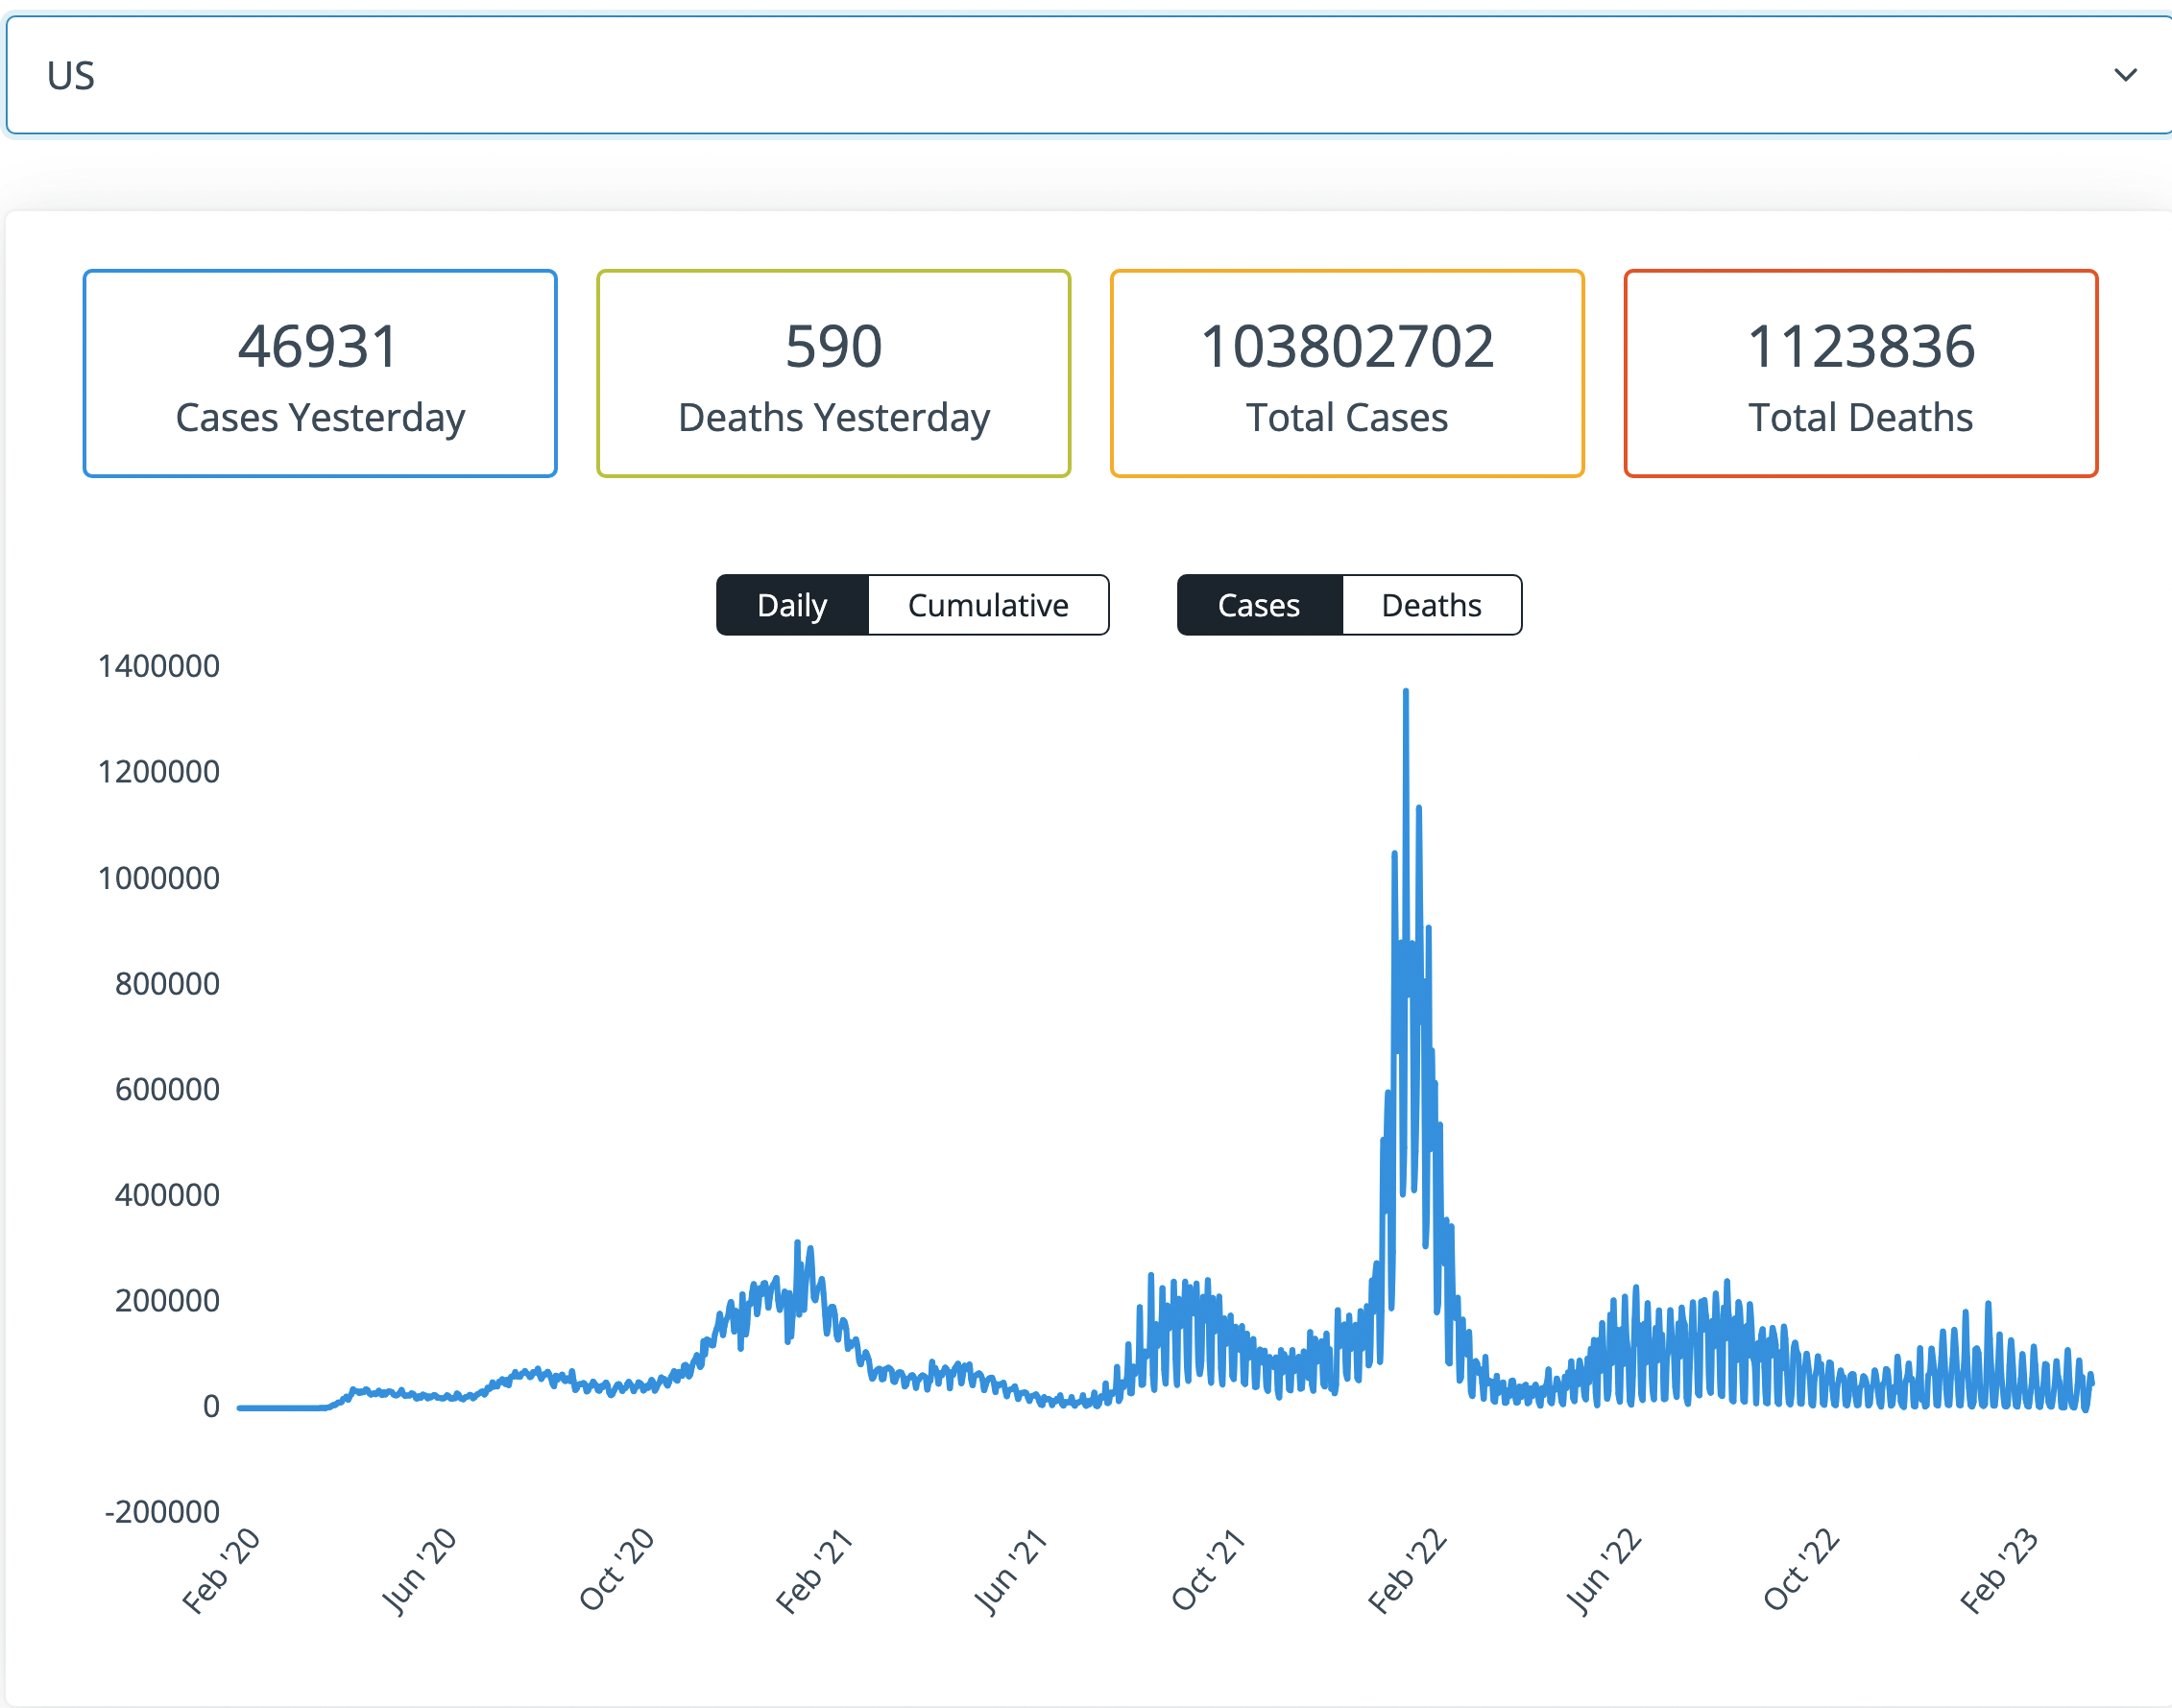 US
46931
Cases Yesterday
590
Deaths Yesterday
103802702
Total Cases
1123836
Total Deaths
Daily Cumulative
Cases Deaths
1400000
1200000
1000000
800000
600000
400000
200000
0
-200000
Feb '20
Jun '20
Oct '20
Feb '21
Jun '21
Oct '21
Feb '22
Jun '22
Oct '22
Feb '23